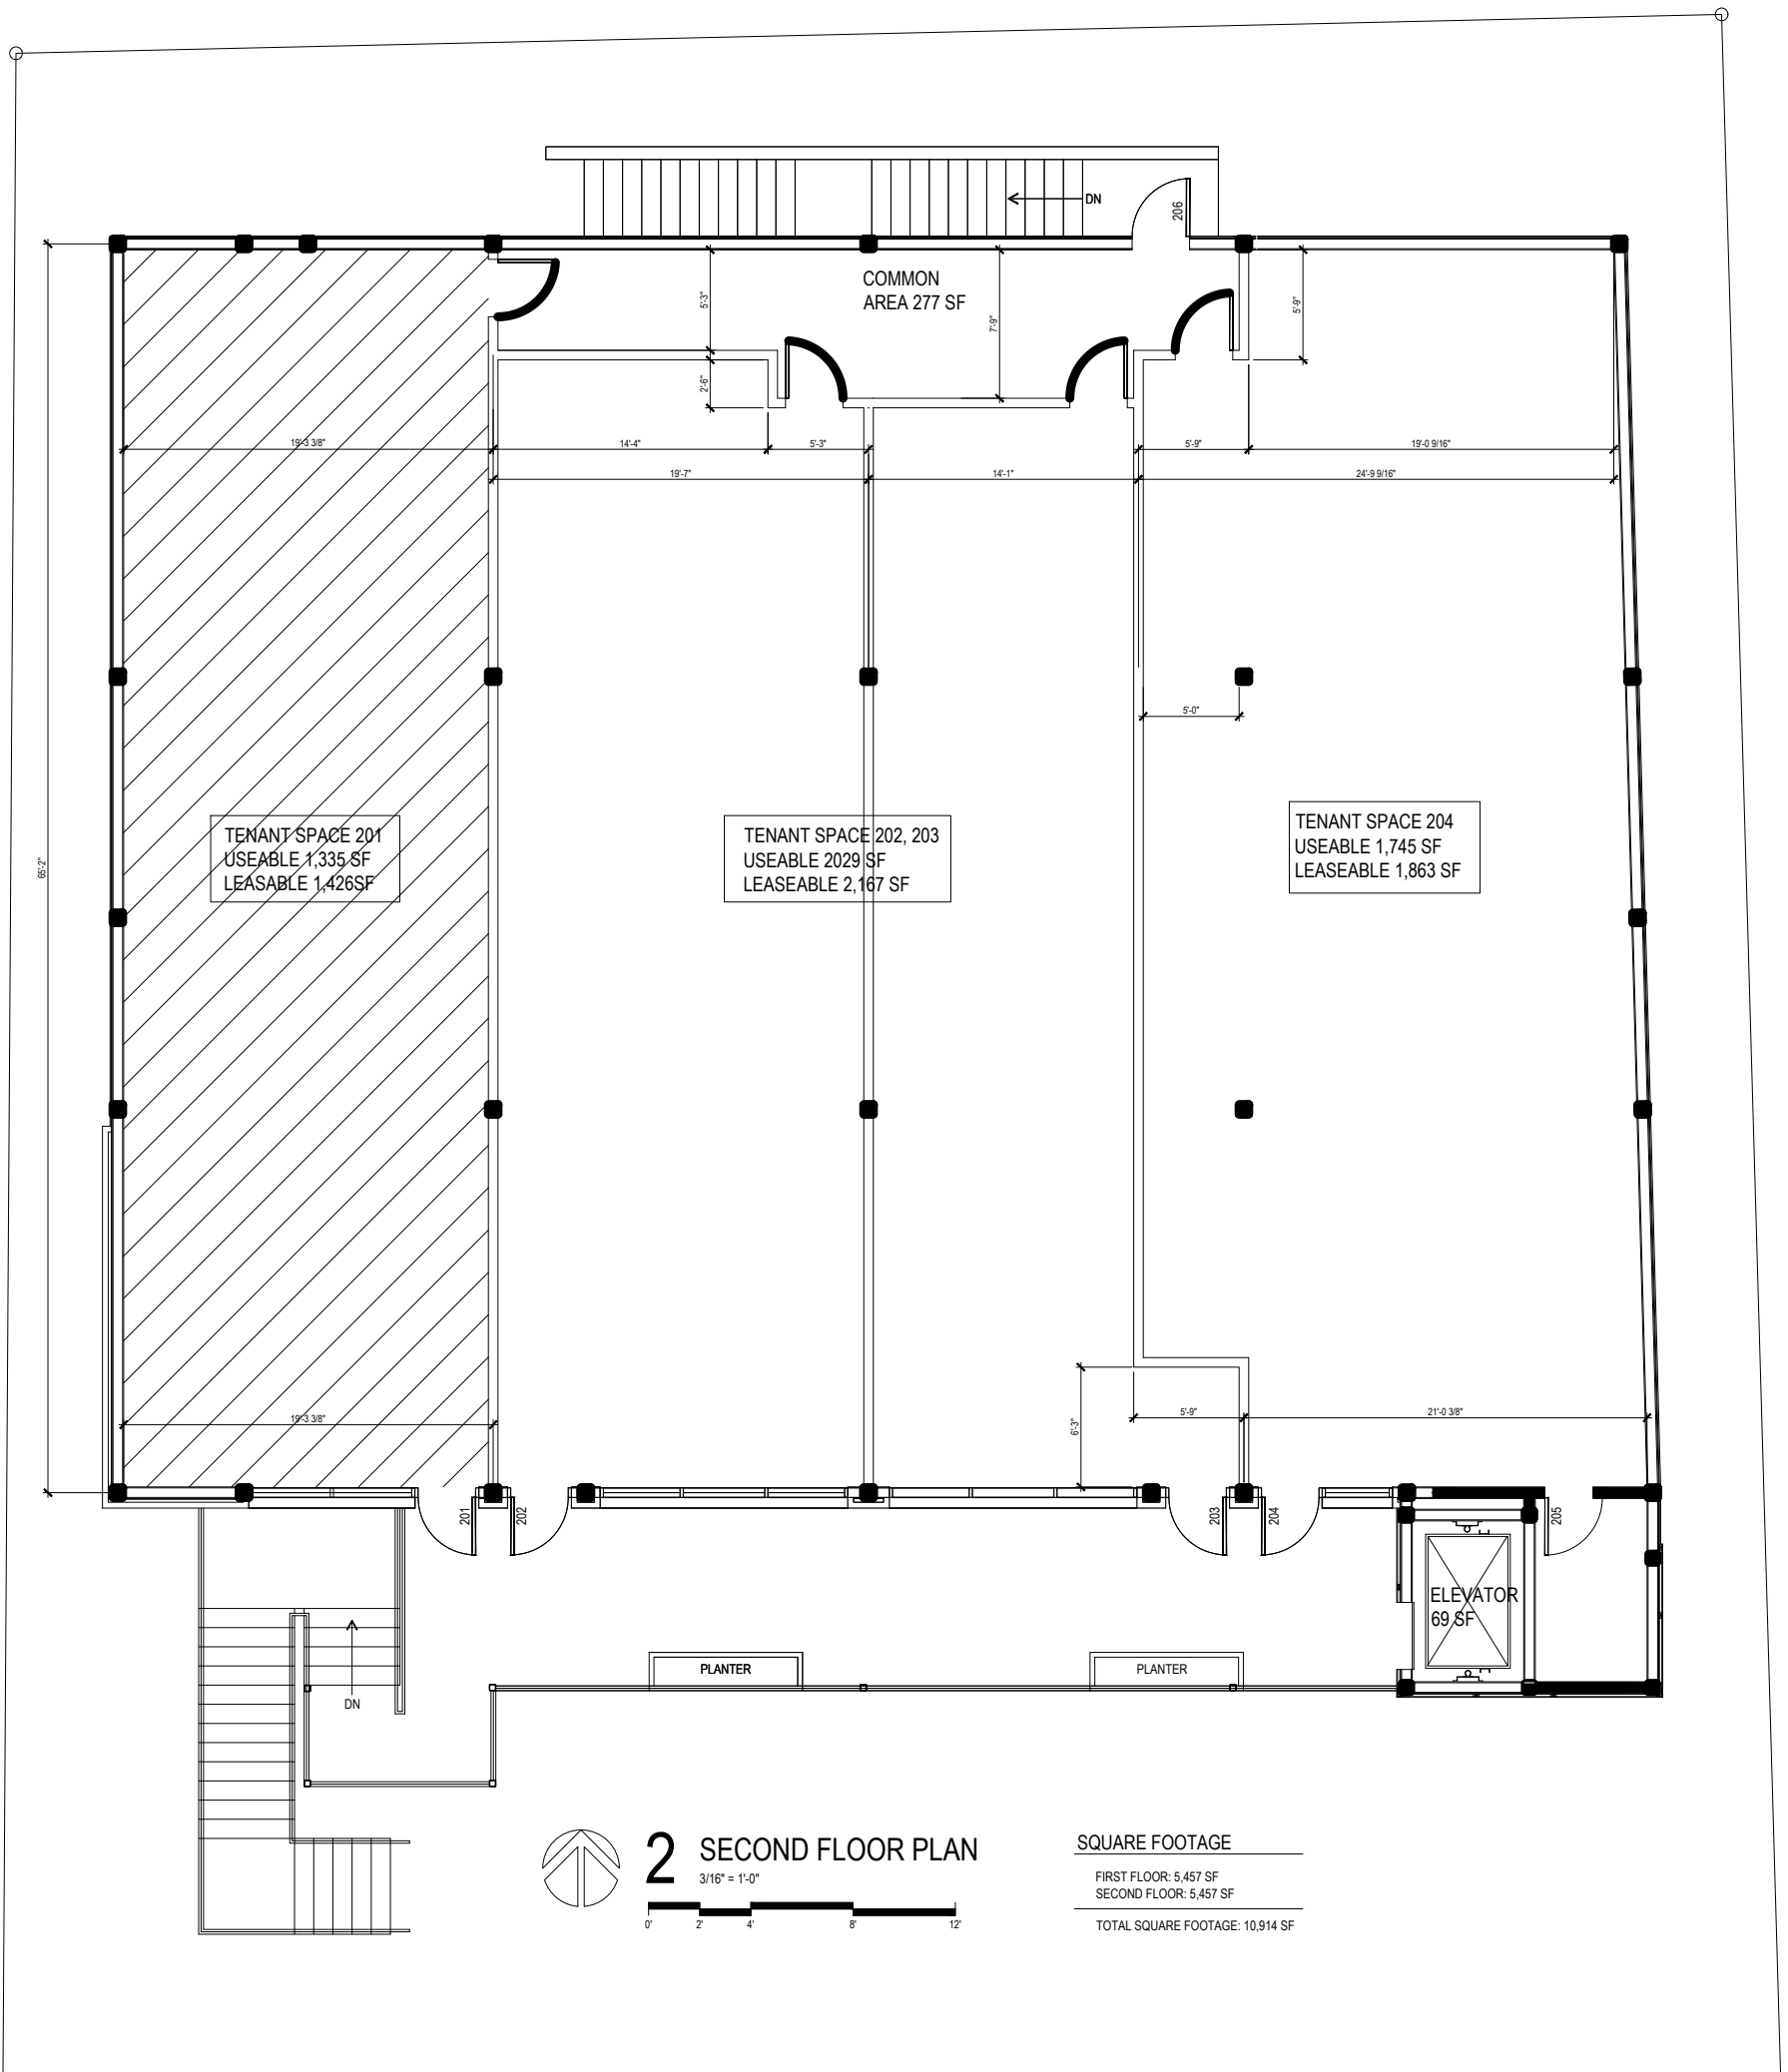 DN
206
COMMON
AREA 277 SF
5'-3"
7'-9"
5'-9"
2'-6"
19'-3 3/8"
14'-4"
5'-3"
5'-9"
19'-0 9/16"
19'-7"
14'-1"
24'-9 9/16"
5'-0"
65'-2"
TENANT SPACE 201
USEABLE 1,335 SF
LEASABLE 1,426SF
TENANT SPACE 202, 203
USEABLE 2029 SF
LEASEABLE 2,167 SF
TENANT SPACE 204
USEABLE 1,745 SF
LEASEABLE 1,863 SF
19'-3 3/8"
6'-3"
5'-9"
21'-0 3/8"
201
202
203
204
205
ELEVATOR
69 SF
PLANTER
PLANTER
DN
2 SECOND FLOOR PLAN
3/16" = 1'-0"
0' 2' 4' 8' 12'
SQUARE FOOTAGE
FIRST FLOOR: 5,457 SF
SECOND FLOOR: 5,457 SF
TOTAL SQUARE FOOTAGE: 10,914 SF